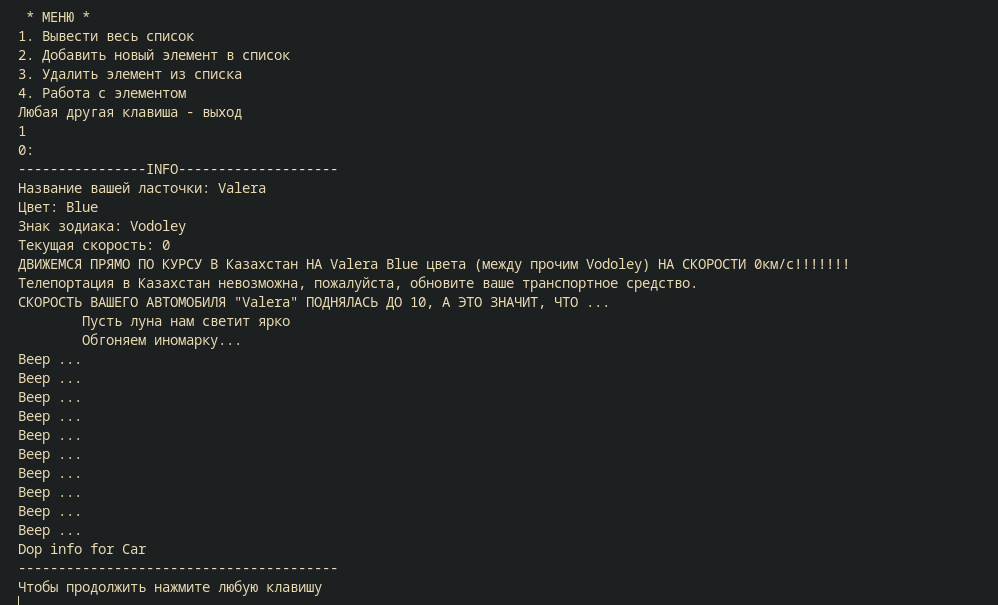 * МЕНЮ *
1. Вывести весь список
2. Добавить новый элемент в список
3. Удалить элемент из списка
4. Работа с элементом
Любая другая клавиша - выход
1
0:
----------------INFO--------------------
Название вашей ласточки: Valera
Цвет: Blue
Знак зодиака: Vodoley
Текущая скорость: 0
ДВИЖЕМСЯ ПРЯМО ПО КУРСУ В Казахстан НА Valera Blue цвета (между прочим Vodoley) НА СКОРОСТИ 0км/с!!!!!!!
Телепортация в Казахстан невозможна, пожалуйста, обновите ваше транспортное средство.
СКОРОСТЬ ВАШЕГО АВТОМОБИЛЯ "Valera" ПОДНЯЛАСЬ ДО 10, А ЭТО ЗНАЧИТ, ЧТО ...
Пусть луна нам светит ярко
Обгоняем иномарку...
Beep ...
Beep ...
Beep ...
Beep ...
Beep ...
Beep ...
Beep ...
Beep ...
Beep ...
Beep ...
Dop info for Car
----------------------------------------
Чтобы продолжить нажмите любую клавишу